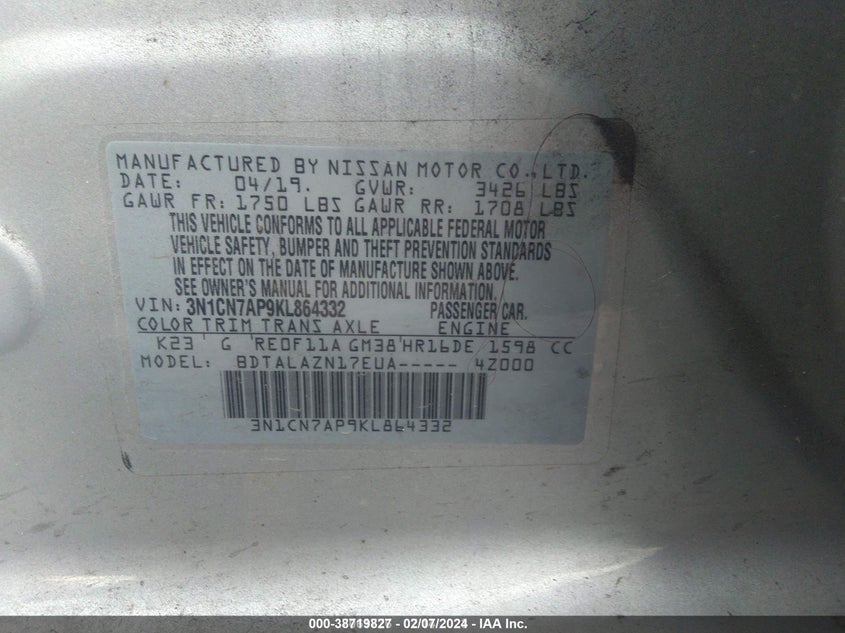 MANUFACTURED BY NISSAN MOTOR CO., LTD.
DATE: 04/19. GVWR: 3426 LBS
GAWR FR: 1750 LBS GAWR RR: 1708 LBS
THIS VEHICLE CONFORMS TO ALL APPLICABLE FEDERAL MOTOR
VEHICLE SAFETY, BUMPER AND THEFT PREVENTION STANDARDS
IN EFFECT ON THE DATE OF MANUFACTURE SHOWN ABOVE.
SEE OWNER'S MANUAL FOR ADDITIONAL INFORMATION.
VIN: 3N1CN7AP9KL864332 PASSENGER CAR.
COLOR TRIM TRANS AXLE ENGINE
K23 ' G 'RE0F11A GM38'HR16DE 1598 CC
MODEL: BDTALAZN17EUA----- 4Z000
3N1CN7AP9KL864332
000-38719827 - 02/07/2024 - IAA Inc.